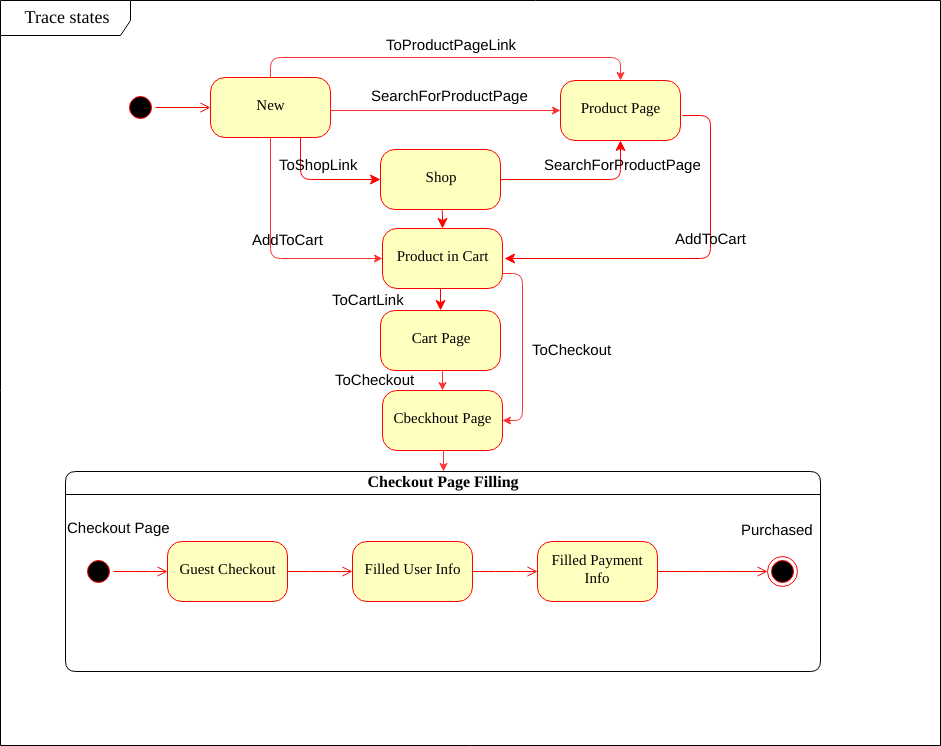 Trace states
ToProductPageLink
New
SearchForProductPage
Product Page
ToShopLink
Shop
SearchForProductPage
AddToCart
Product in Cart
AddToCart
ToCartLink
Cart Page
ToCheckout
ToCheckout
Cbeckhout Page
Checkout Page Filling
Checkout Page
Purchased
Guest Checkout
Filled User Info
Filled Payment
Info